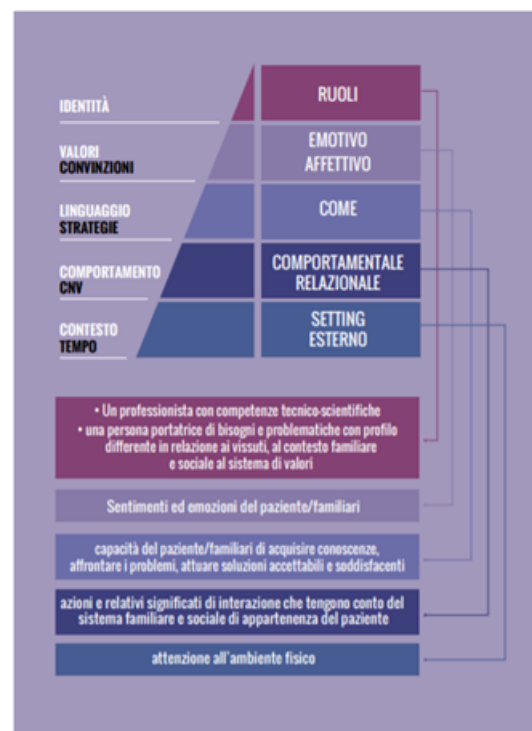 IDENTITÀ
RUOLI
VALORI
CONVINZIONI
EMOTIVO
AFFETTIVO
LINGUAGGIO
STRATEGIE
COME
COMPORTAMENTO
CNV
COMPORTAMENTALE
RELAZIONALE
CONTESTO
TEMPO
SETTING
ESTERNO
• Un professionista con competenze tecnico-scientifiche
• una persona portatrice di bisogni e problematiche con profilo
differente in relazione ai vissuti, al contesto familiare
e sociale al sistema di valori
Sentimenti ed emozioni del paziente/familiari
capacità del paziente/familiari di acquisire conoscenze,
affrontare i problemi, attuare soluzioni accettabili e soddisfacenti
azioni e relativi significati di interazione che tengono conto del
sistema familiare e sociale di appartenenza del paziente
attenzione all'ambiente fisico